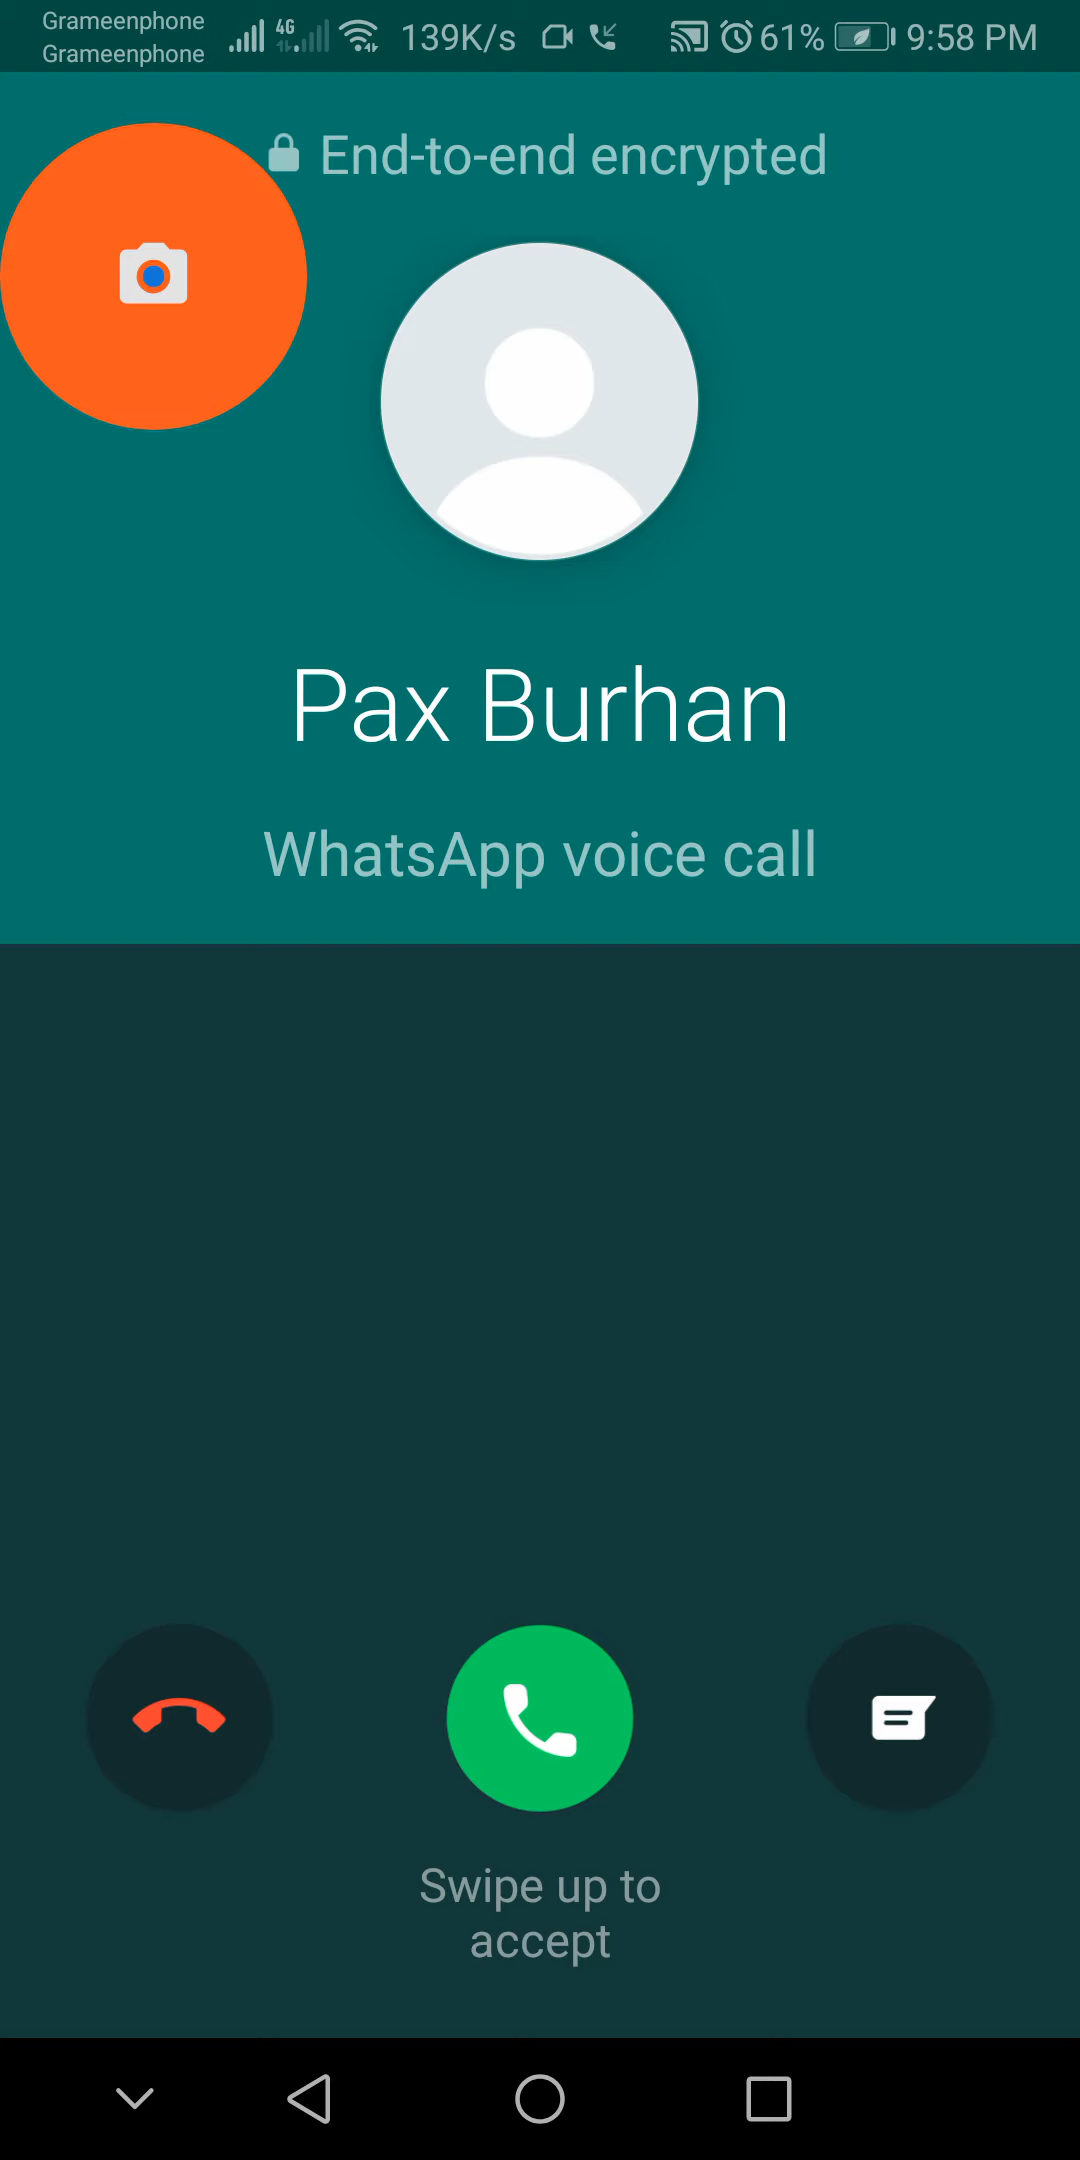 Grameenphone
Grameenphone
4G
139K/s
61%
9:58 PM
End-to-end encrypted
Pax Burhan
WhatsApp voice call
Swipe up to
accept